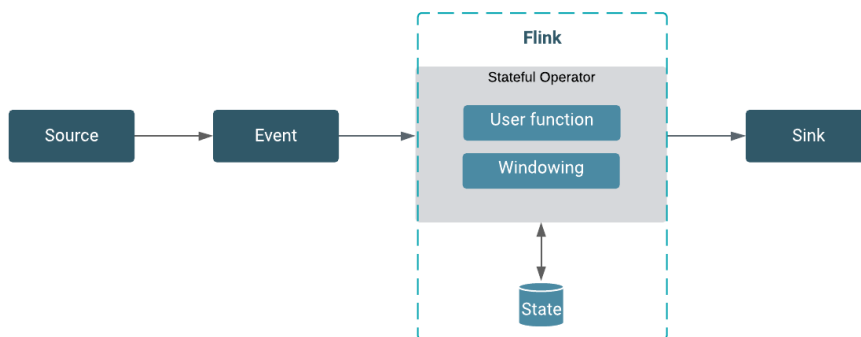 Flink
Stateful Operator
Source
Event
User function
Windowing
Sink
State